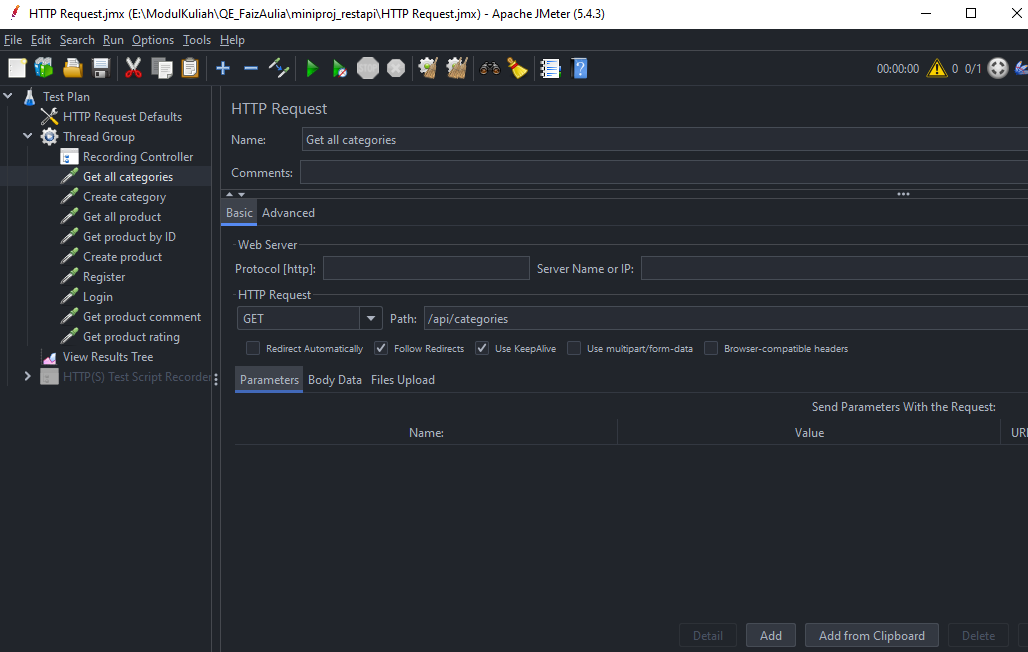 HTTP Request.jmx (E:\ModulKuliah\QE_FaizAulia\miniproj_restapi\HTTP Request.jmx) - Apache JMeter (5.4.3)
File Edit Search Run Options Tools Help
00:00:00 0 0/1
Test Plan
HTTP Request Defaults
Thread Group
Recording Controller
Get all categories
Create category
Get all product
Get product by ID
Create product
Register
Login
Get product comment
Get product rating
View Results Tree
HTTP(S) Test Script Recorder
HTTP Request
Name: Get all categories
Comments:
Basic Advanced
Web Server
Protocol [http]: Server Name or IP:
HTTP Request
GET Path: /api/categories
Redirect Automatically Follow Redirects Use KeepAlive Use multipart/form-data Browser-compatible headers
Parameters Body Data Files Upload
Send Parameters With the Request:
Name: Value
Detail Add Add from Clipboard Delete